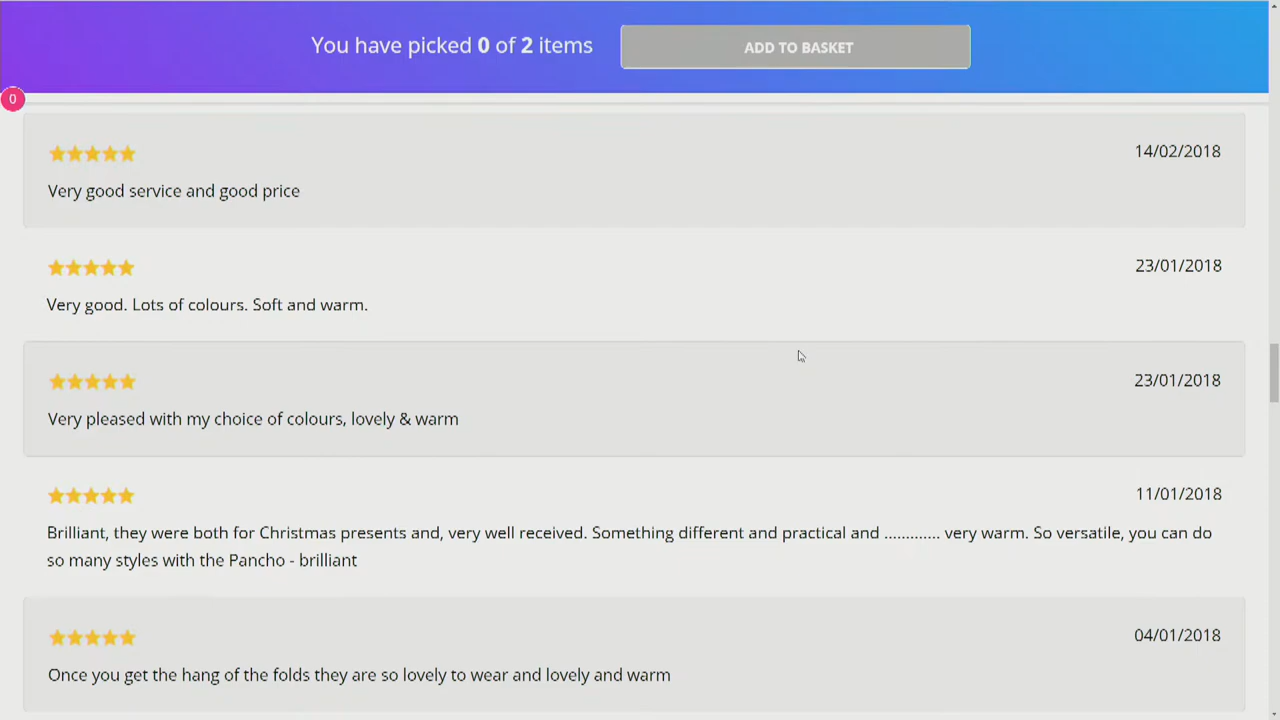 You have picked 0 of 2 items
ADD TO BASKET
0
14/02/2018
Very good service and good price
23/01/2018
Very good. Lots of colours. Soft and warm.
23/01/2018
Very pleased with my choice of colours, lovely & warm
11/01/2018
Brilliant, they were both for Christmas presents and, very well received. Something different and practical and ............. very warm. So versatile, you can do
so many styles with the Pancho - brilliant
04/01/2018
Once you get the hang of the folds they are so lovely to wear and lovely and warm